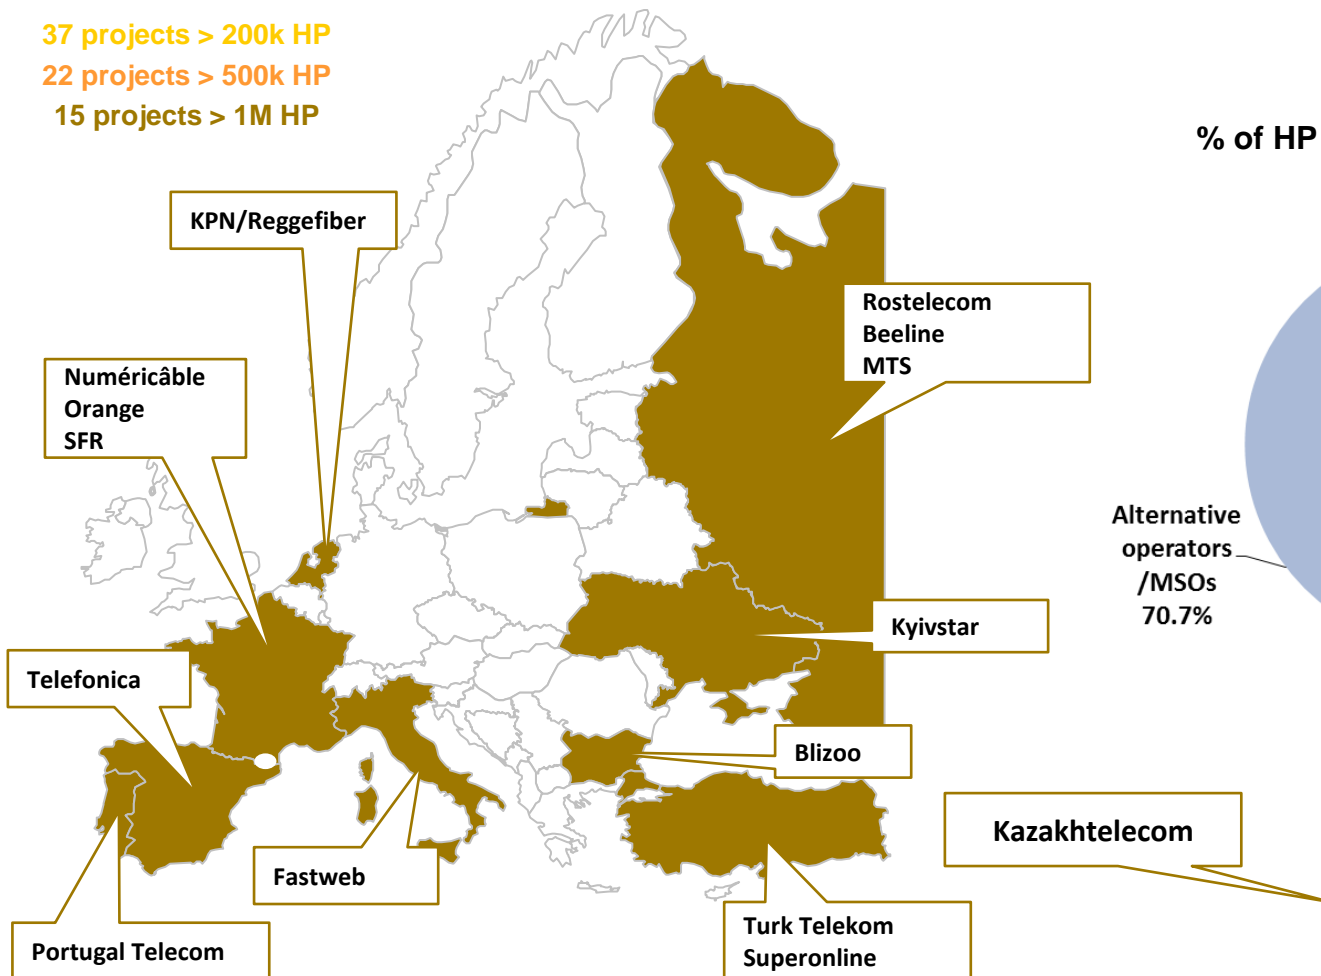 37 projects > 200k HP
22 projects > 500k HP
15 projects > 1M HP
% of HP
KPN/Reggefiber
Rostelecom
Beeline
MTS
Numéricâble
Orange
SFR
Alternative
operators
/MSOs
70.7%
Kyivstar
Telefonica
Blizoo
Kazakhtelecom
Fastweb
Turk Telekom
Superonline
Portugal Telecom